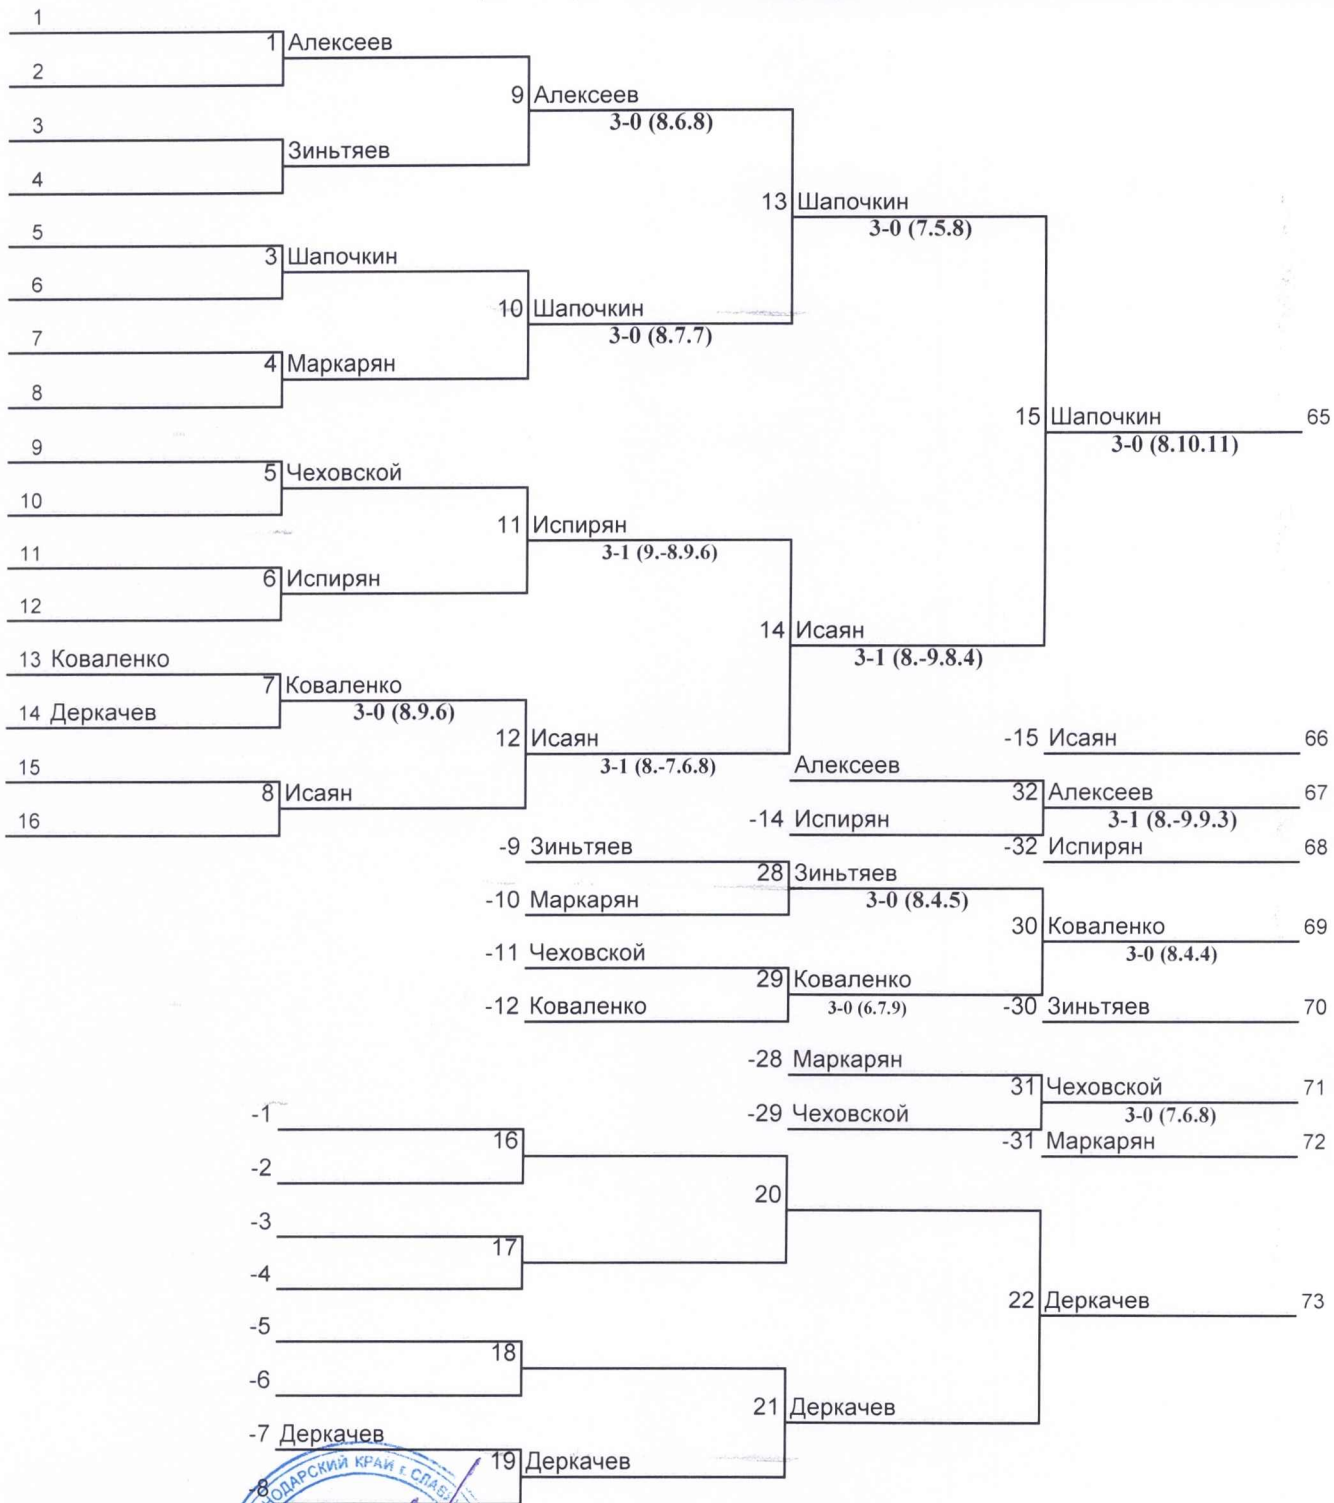 1
1 Алексеев
2
9 Алексеев
3-0 (8.6.8)
3
Зиньтяев
4
13 Шапочкин
3-0 (7.5.8)
5
3 Шапочкин
6
10 Шапочкин
3-0 (8.7.7)
7
4 Маркарян
8
15 Шапочкин 65
3-0 (8.10.11)
9
5 Чеховской
10
11 Испирян
3-1 (9.-8.9.6)
11
6 Испирян
12
14 Исаян
3-1 (8.-9.8.4)
13 Коваленко
7 Коваленко
3-0 (8.9.6)
14 Деркачев
12 Исаян
3-1 (8.-7.6.8)
-15 Исаян 66
15
Алексеев
8 Исаян
32 Алексеев 67
3-1 (8.-9.9.3)
16
-14 Испирян
-32 Испирян 68
-9 Зиньтяев
28 Зиньтяев
3-0 (8.4.5)
-10 Маркарян
30 Коваленко 69
3-0 (8.4.4)
-11 Чеховской
29 Коваленко
3-0 (6.7.9)
-12 Коваленко
-30 Зиньтяев 70
-28 Маркарян
31 Чеховской 71
3-0 (7.6.8)
-29 Чеховской
-31 Маркарян 72
-1
16
-2
20
-3
17
-4
22 Деркачев 73
-5
18
-6
21 Деркачев
-7 Деркачев
19 Деркачев
-8
КРАЙ г.